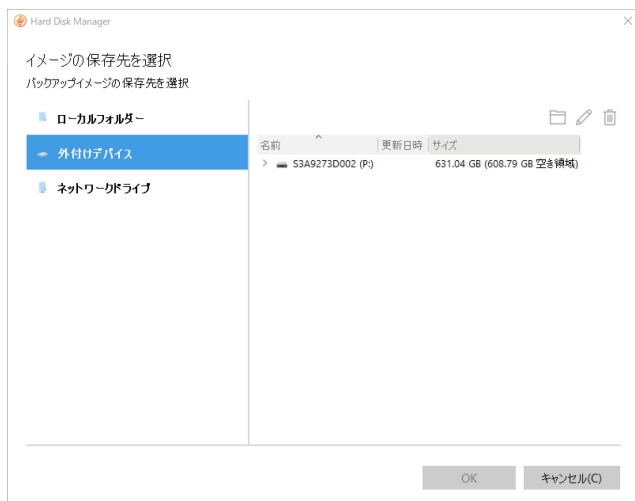 Hard Disk Manager
イメージの保存先を選択
バックアップイメージの保存先を選択
ローカルフォルダー
外付けデバイス
ネットワークドライブ
名前 更新日時 サイズ
S3A9273D002 (P:) 631.04 GB (608.79 GB 空き領域)
OK キャンセル(C)